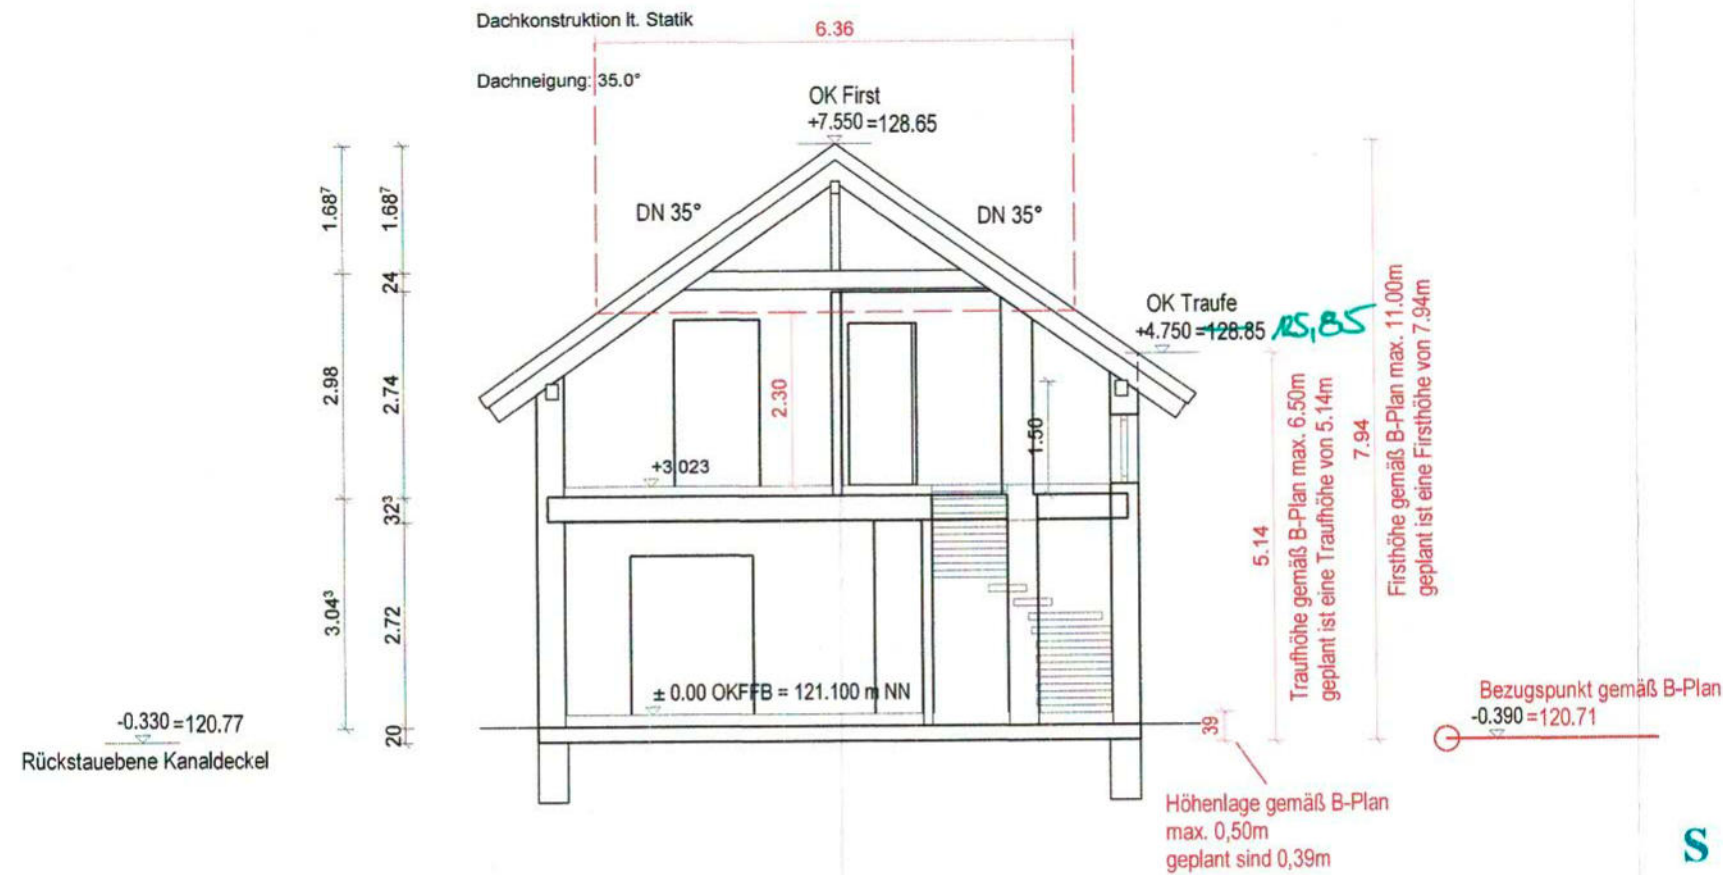 Dachkonstruktion lt. Statik
6.36
Dachneigung: 35.0°
OK First
+7.550 =128.65
1.68⁷
1.68⁷
DN 35°
DN 35°
24
OK Traufe
+4.750 =128.85 125,85
2.98
2.74
2.30
1.50
+3.023
32³
3.04³
2.72
20
± 0.00 OKFFB = 121.100 m NN
5.14
Traufhöhe gemäß B-Plan max. 6.50m
geplant ist eine Traufhöhe von 5.14m
7.94
Firsthöhe gemäß B-Plan max. 11.00m
geplant ist eine Firsthöhe von 7.94m
39
-0.330 =120.77
Rückstauebene Kanaldeckel
Bezugspunkt gemäß B-Plan
-0.390 =120.71
Höhenlage gemäß B-Plan
max. 0,50m
geplant sind 0,39m
S